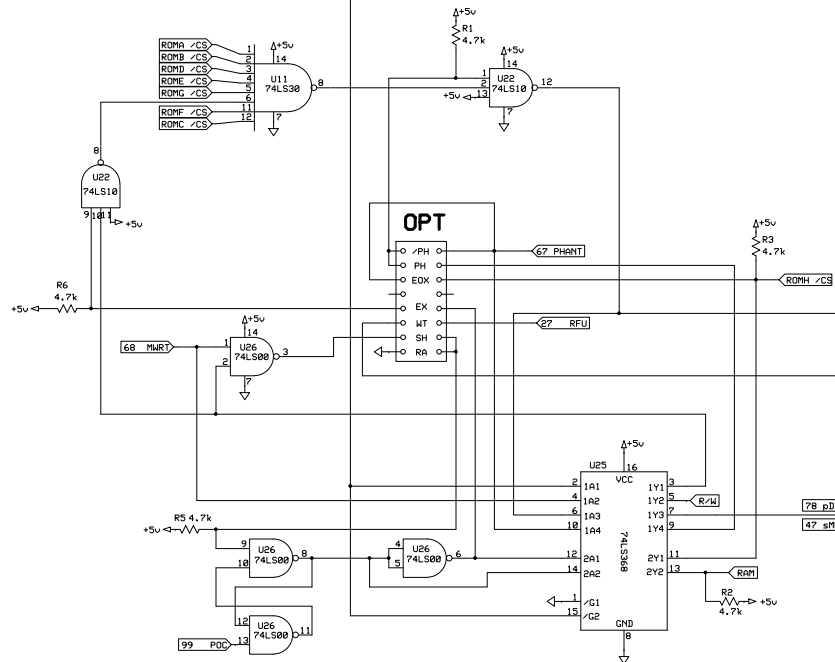 +5v
R1
4.7k
ROMA /CS
ROMB /CS
ROMD /CS
ROME /CS
ROMG /CS
ROMF /CS
ROMC /CS
1
2
3
4
5
6
11
12
+5v
14
U11
74LS30
8
7
+5v
14
1
2
13
+5v
U22
74LS10
12
7
8
U22
74LS10
9
10
11
+5v
OPT
/PH
PH
EOX
EX
WT
SH
RA
67 PHANT
27 RFU
+5v
R3
4.7k
ROMH /CS
R6
4.7k
+5v
+5v
14
68 MWRT
1
2
U26
74LS00
3
7
+5v
U25
16
VCC
2 1A1 1Y1 3
4 1A2 1Y2 5
6 1A3 1Y3 7
10 1A4 1Y4 9
12 2A1 2Y1 11
14 2A2 2Y2 13
1 /G1
15 /G2
74LS368
GND
8
R/W
78 pD
47 sM
RAM
R2
4.7k
+5v
+5v
R5 4.7k
9
10
U26
74LS00
8
4
5
U26
74LS00
6
12
13
U26
74LS00
11
99 POC